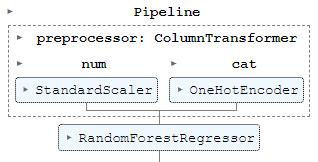 Pipeline
preprocessor: ColumnTransformer
num cat
StandardScaler OneHotEncoder
RandomForestRegressor